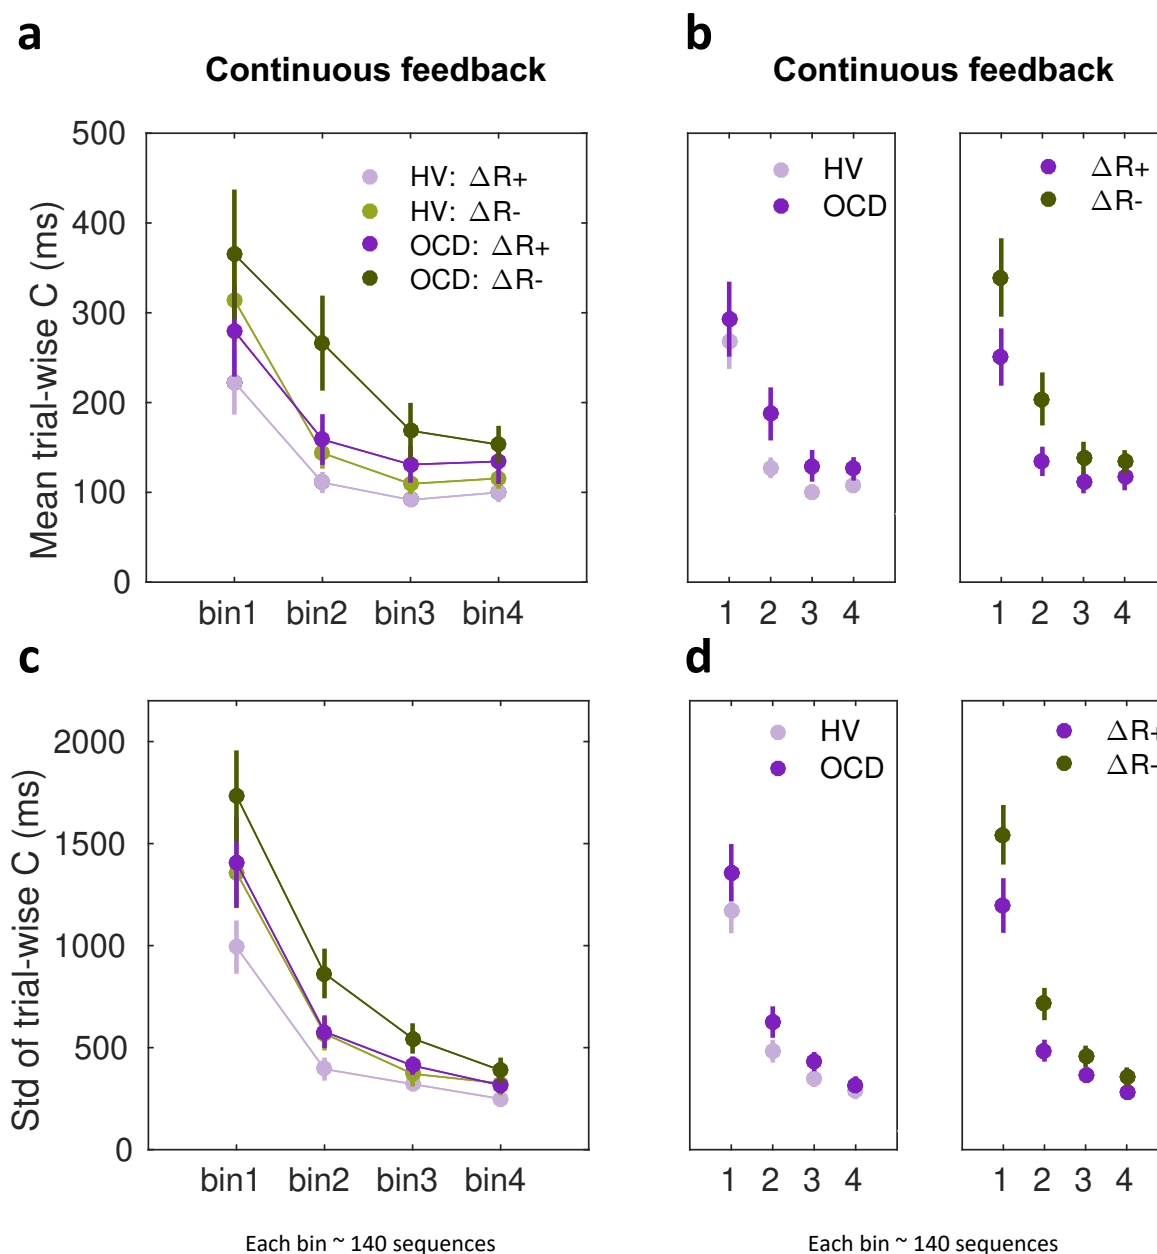 a
Continuous feedback
500
400
300
200
100
0
Mean trial-wise C (ms)
HV: ΔR+
HV: ΔR-
OCD: ΔR+
OCD: ΔR-
bin1 bin2 bin3 bin4
b
Continuous feedback
HV
OCD
1 2 3 4
ΔR+
ΔR-
1 2 3 4
c
2000
1500
1000
500
0
Std of trial-wise C (ms)
bin1 bin2 bin3 bin4
Each bin ~ 140 sequences
d
HV
OCD
1 2 3 4
ΔR+
ΔR-
1 2 3 4
Each bin ~ 140 sequences